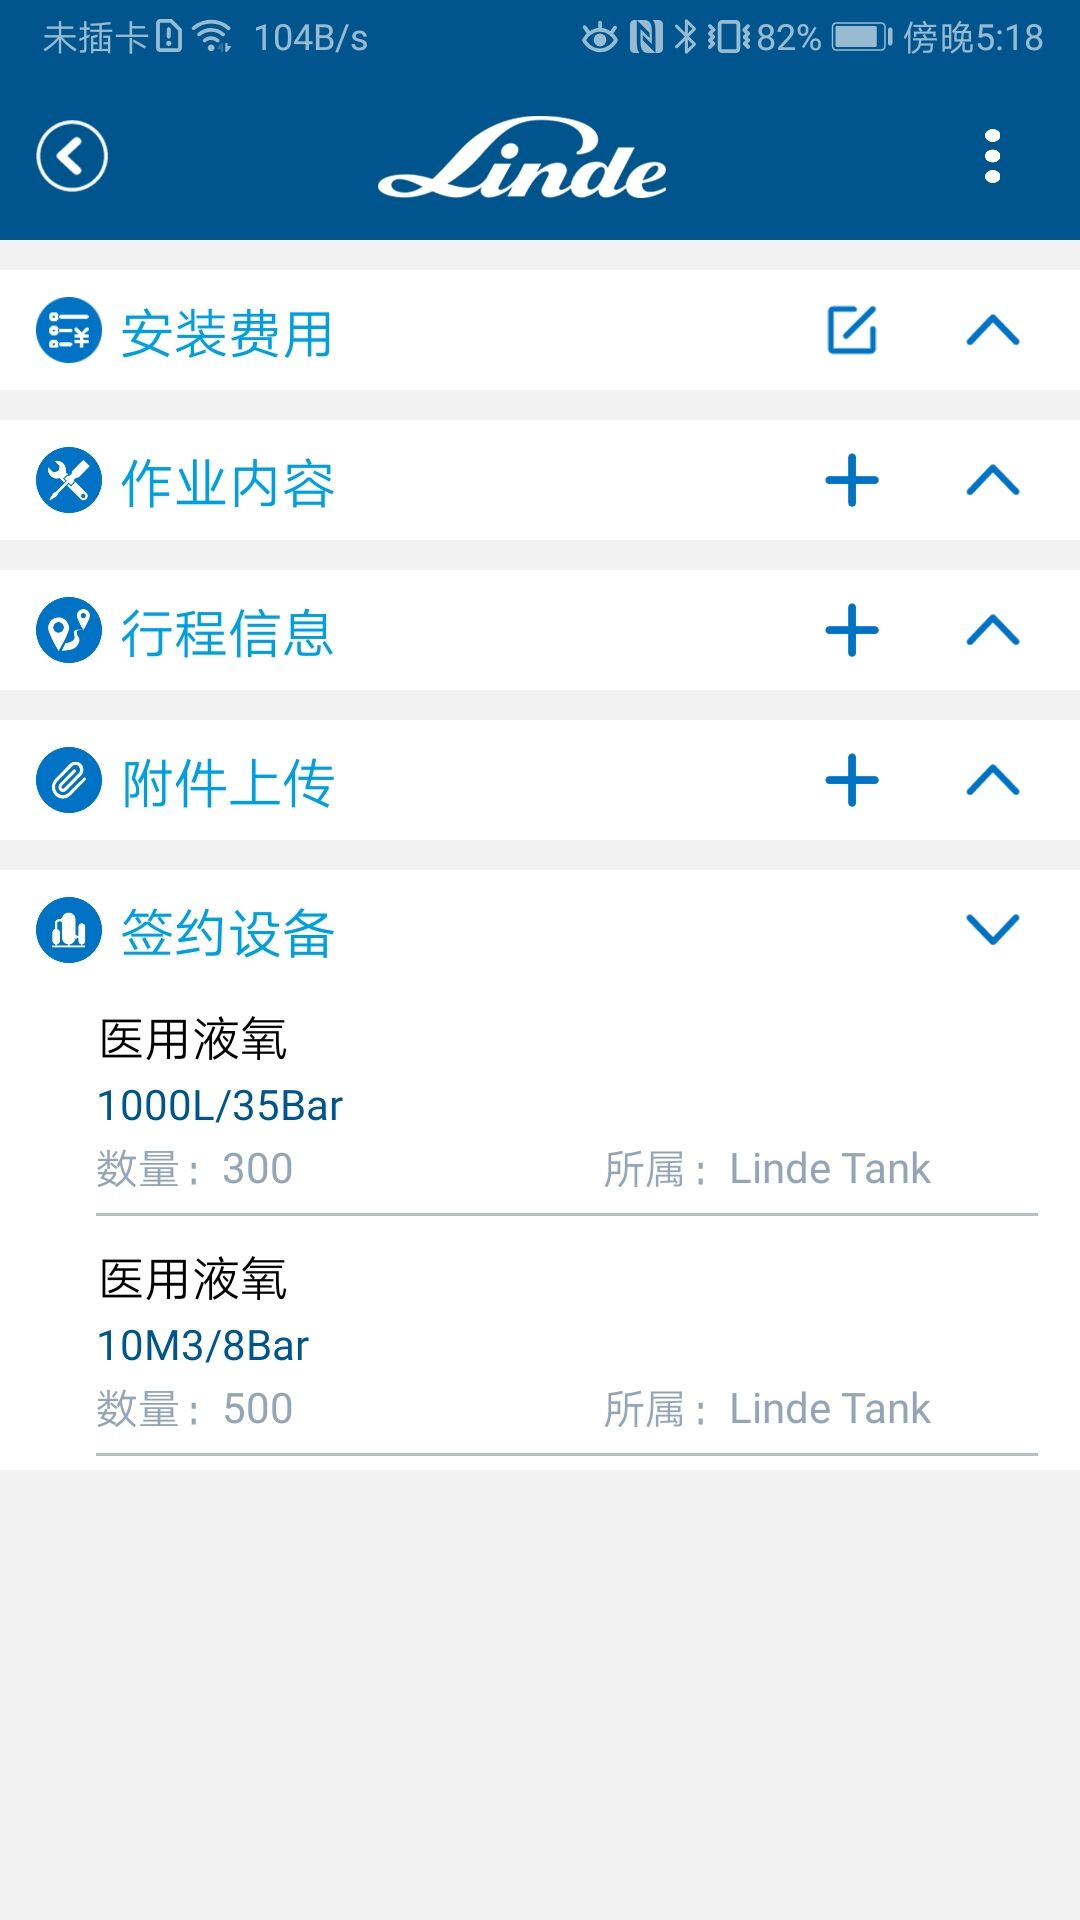 未插卡 104B/s 82% 傍晚5:18
Linde
安装费用
作业内容
行程信息
附件上传
签约设备
医用液氧
1000L/35Bar
数量：300 所属：Linde Tank
医用液氧
10M3/8Bar
数量：500 所属：Linde Tank